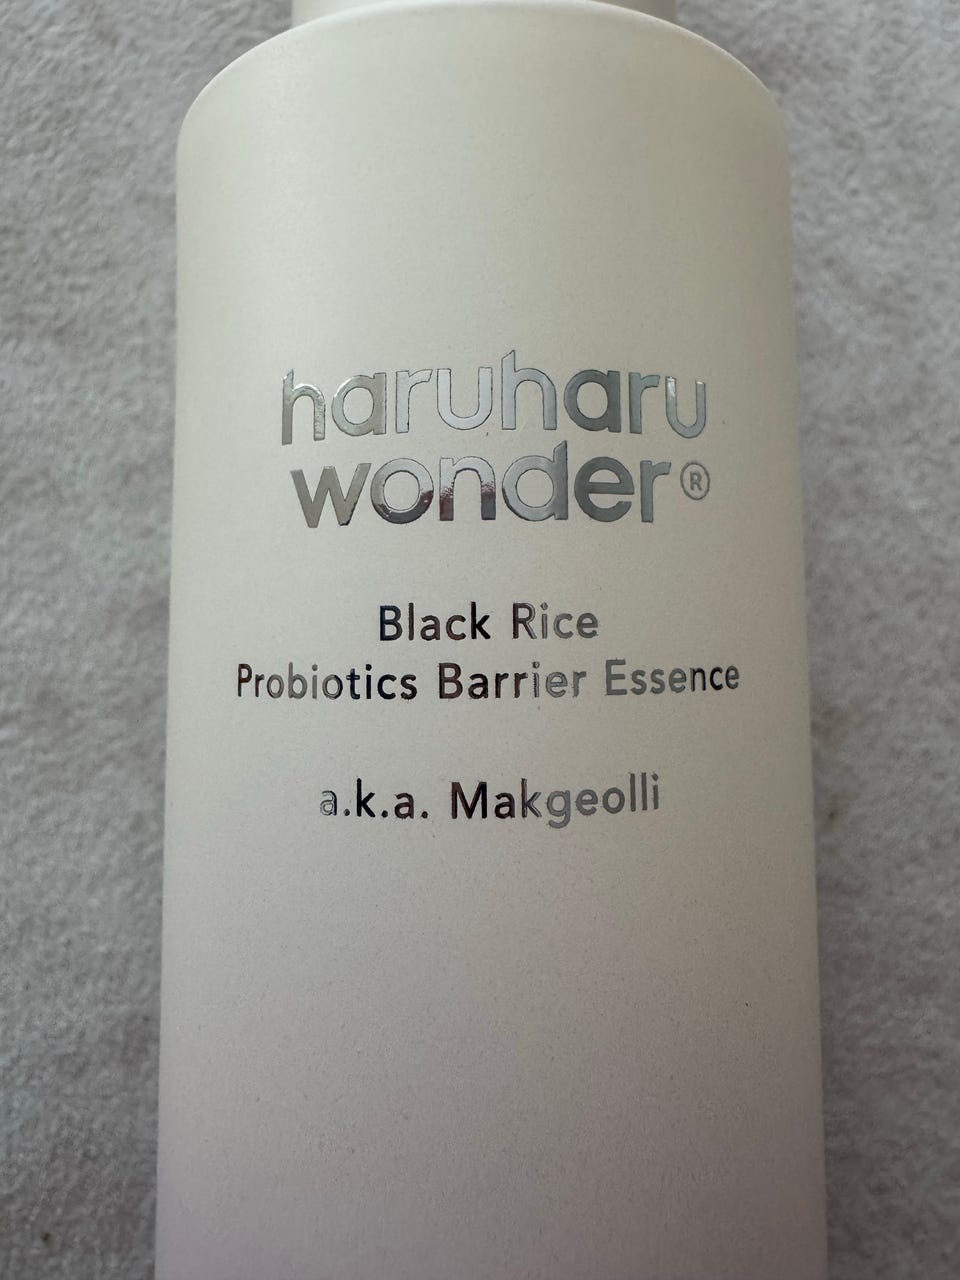 haruharu
wonder®
Black Rice
Probiotics Barrier Essence
a.k.a. Makgeolli